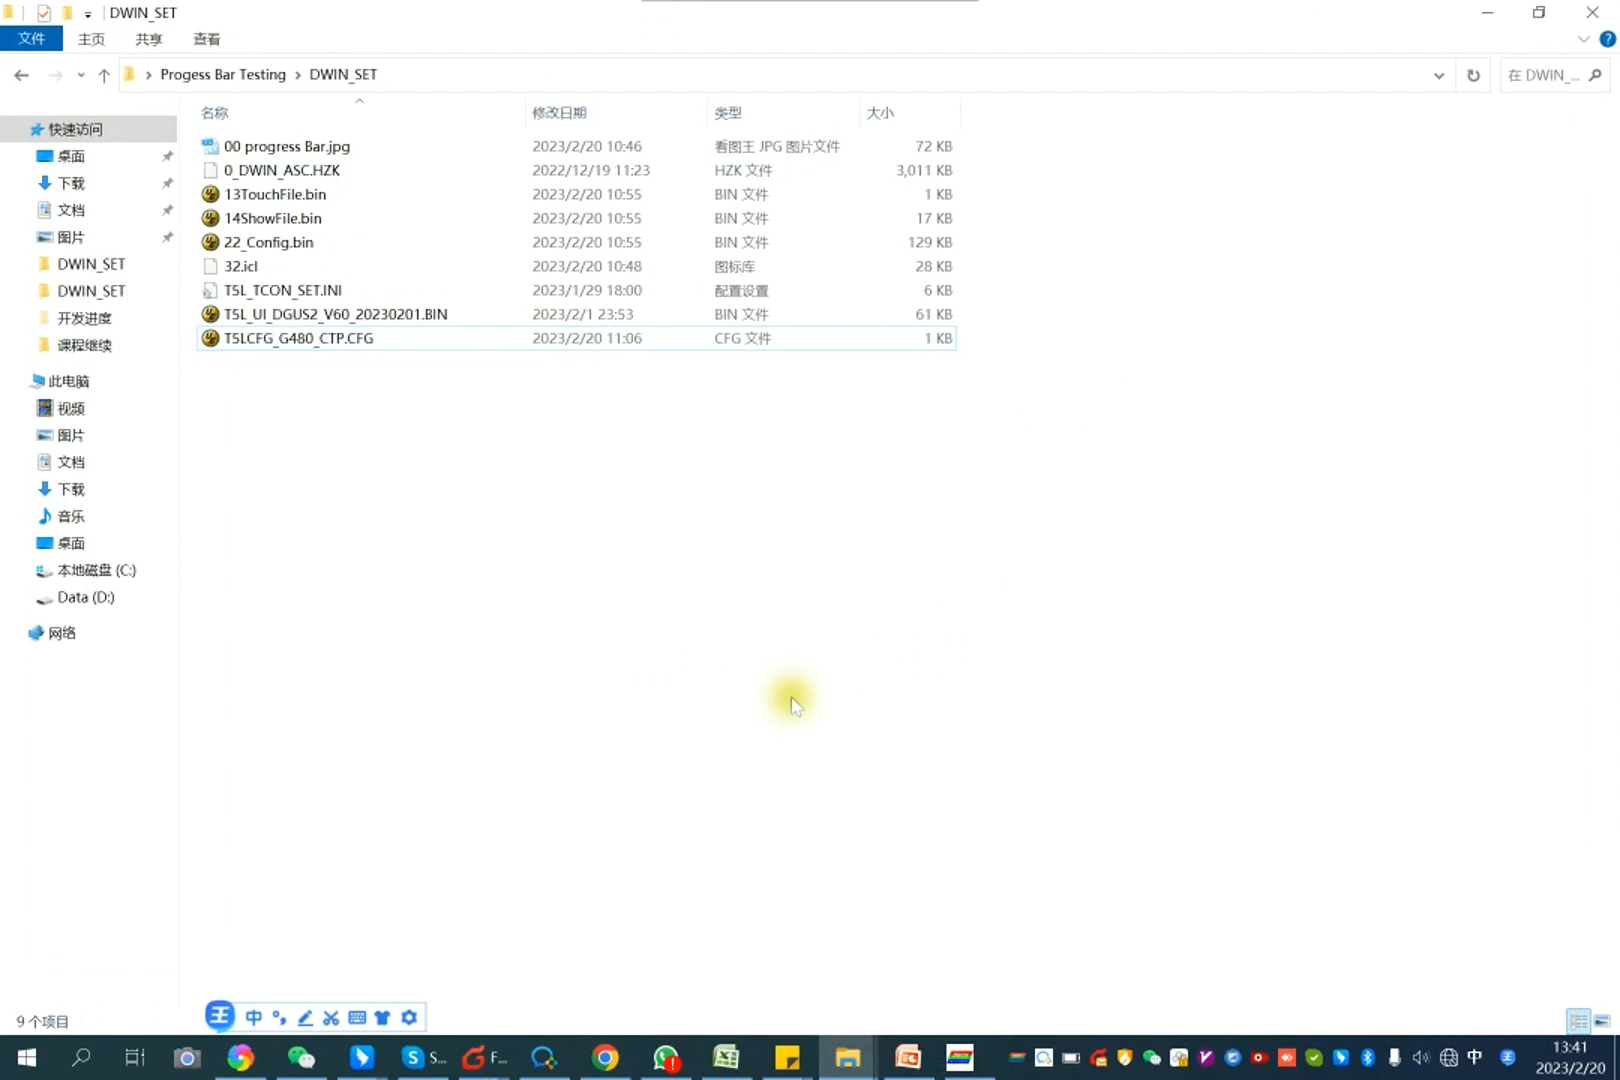 DWIN_SET
文件 主页 共享 查看
Progess Bar Testing > DWIN_SET
在 DWIN_...
名称 修改日期 类型 大小
00 progress Bar.jpg 2023/2/20 10:46 看图王 JPG 图片文件 72 KB
0_DWIN_ASC.HZK 2022/12/19 11:23 HZK 文件 3,011 KB
13TouchFile.bin 2023/2/20 10:55 BIN 文件 1 KB
14ShowFile.bin 2023/2/20 10:55 BIN 文件 17 KB
22_Config.bin 2023/2/20 10:55 BIN 文件 129 KB
32.icl 2023/2/20 10:48 图标库 28 KB
T5L_TCON_SET.INI 2023/1/29 18:00 配置设置 6 KB
T5L_UI_DGUS2_V60_20230201.BIN 2023/2/1 23:53 BIN 文件 61 KB
T5LCFG_G480_CTP.CFG 2023/2/20 11:06 CFG 文件 1 KB
快速访问
桌面
下载
文档
图片
DWIN_SET
DWIN_SET
开发进度
课程继续
此电脑
视频
图片
文档
下载
音乐
桌面
本地磁盘 (C:)
Data (D:)
网络
9 个项目
王 中
S... F... 中
13:41
2023/2/20